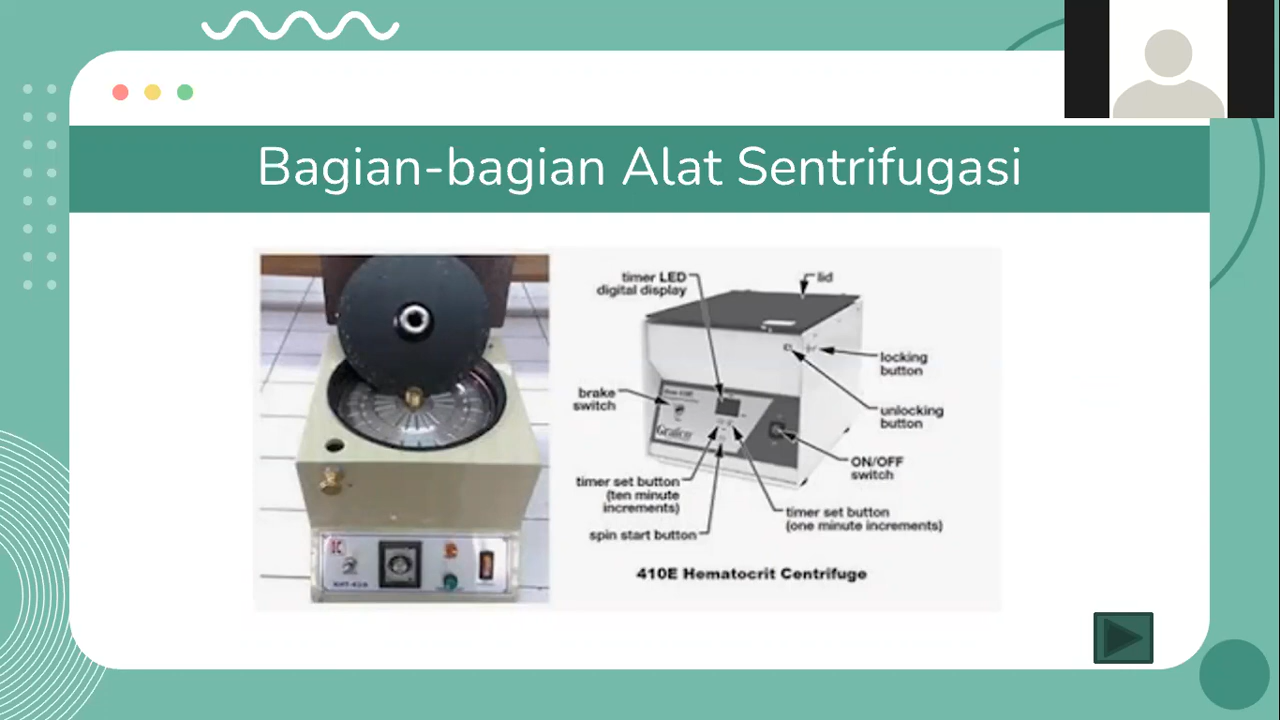 Bagian-bagian Alat Sentrifugasi
timer LED
digital display
lid
locking
button
brake
switch
unlocking
button
Grafco
ON/OFF
switch
timer set button
(ten minute
increments)
timer set button
(one minute increments)
spin start button
410E Hematocrit Centrifuge